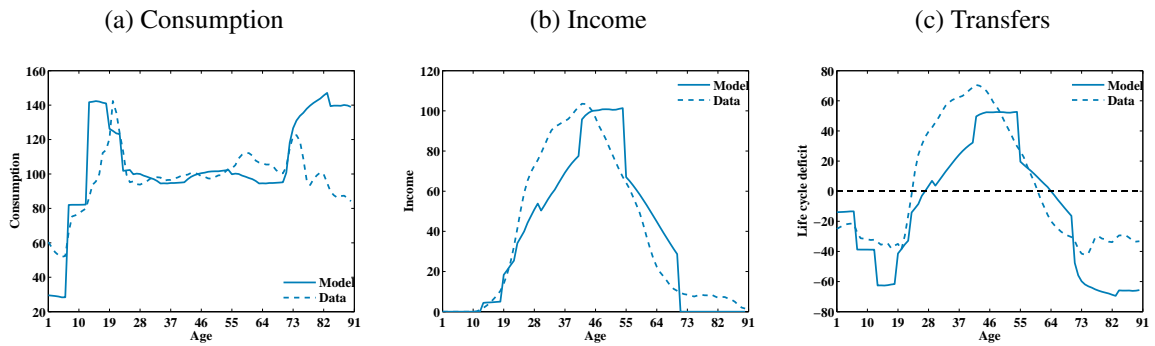 (a) Consumption
(b) Income
(c) Transfers
160
140
120
100
80
60
40
20
Consumption
Model
Data
1 10 19 28 37 46 55 64 73 82 91
Age
120
100
80
60
40
20
0
Income
Model
Data
1 10 19 28 37 46 55 64 73 82 91
Age
80
60
40
20
0
−20
−40
−60
−80
Life cycle deficit
Model
Data
1 10 19 28 37 46 55 64 73 82 91
Age